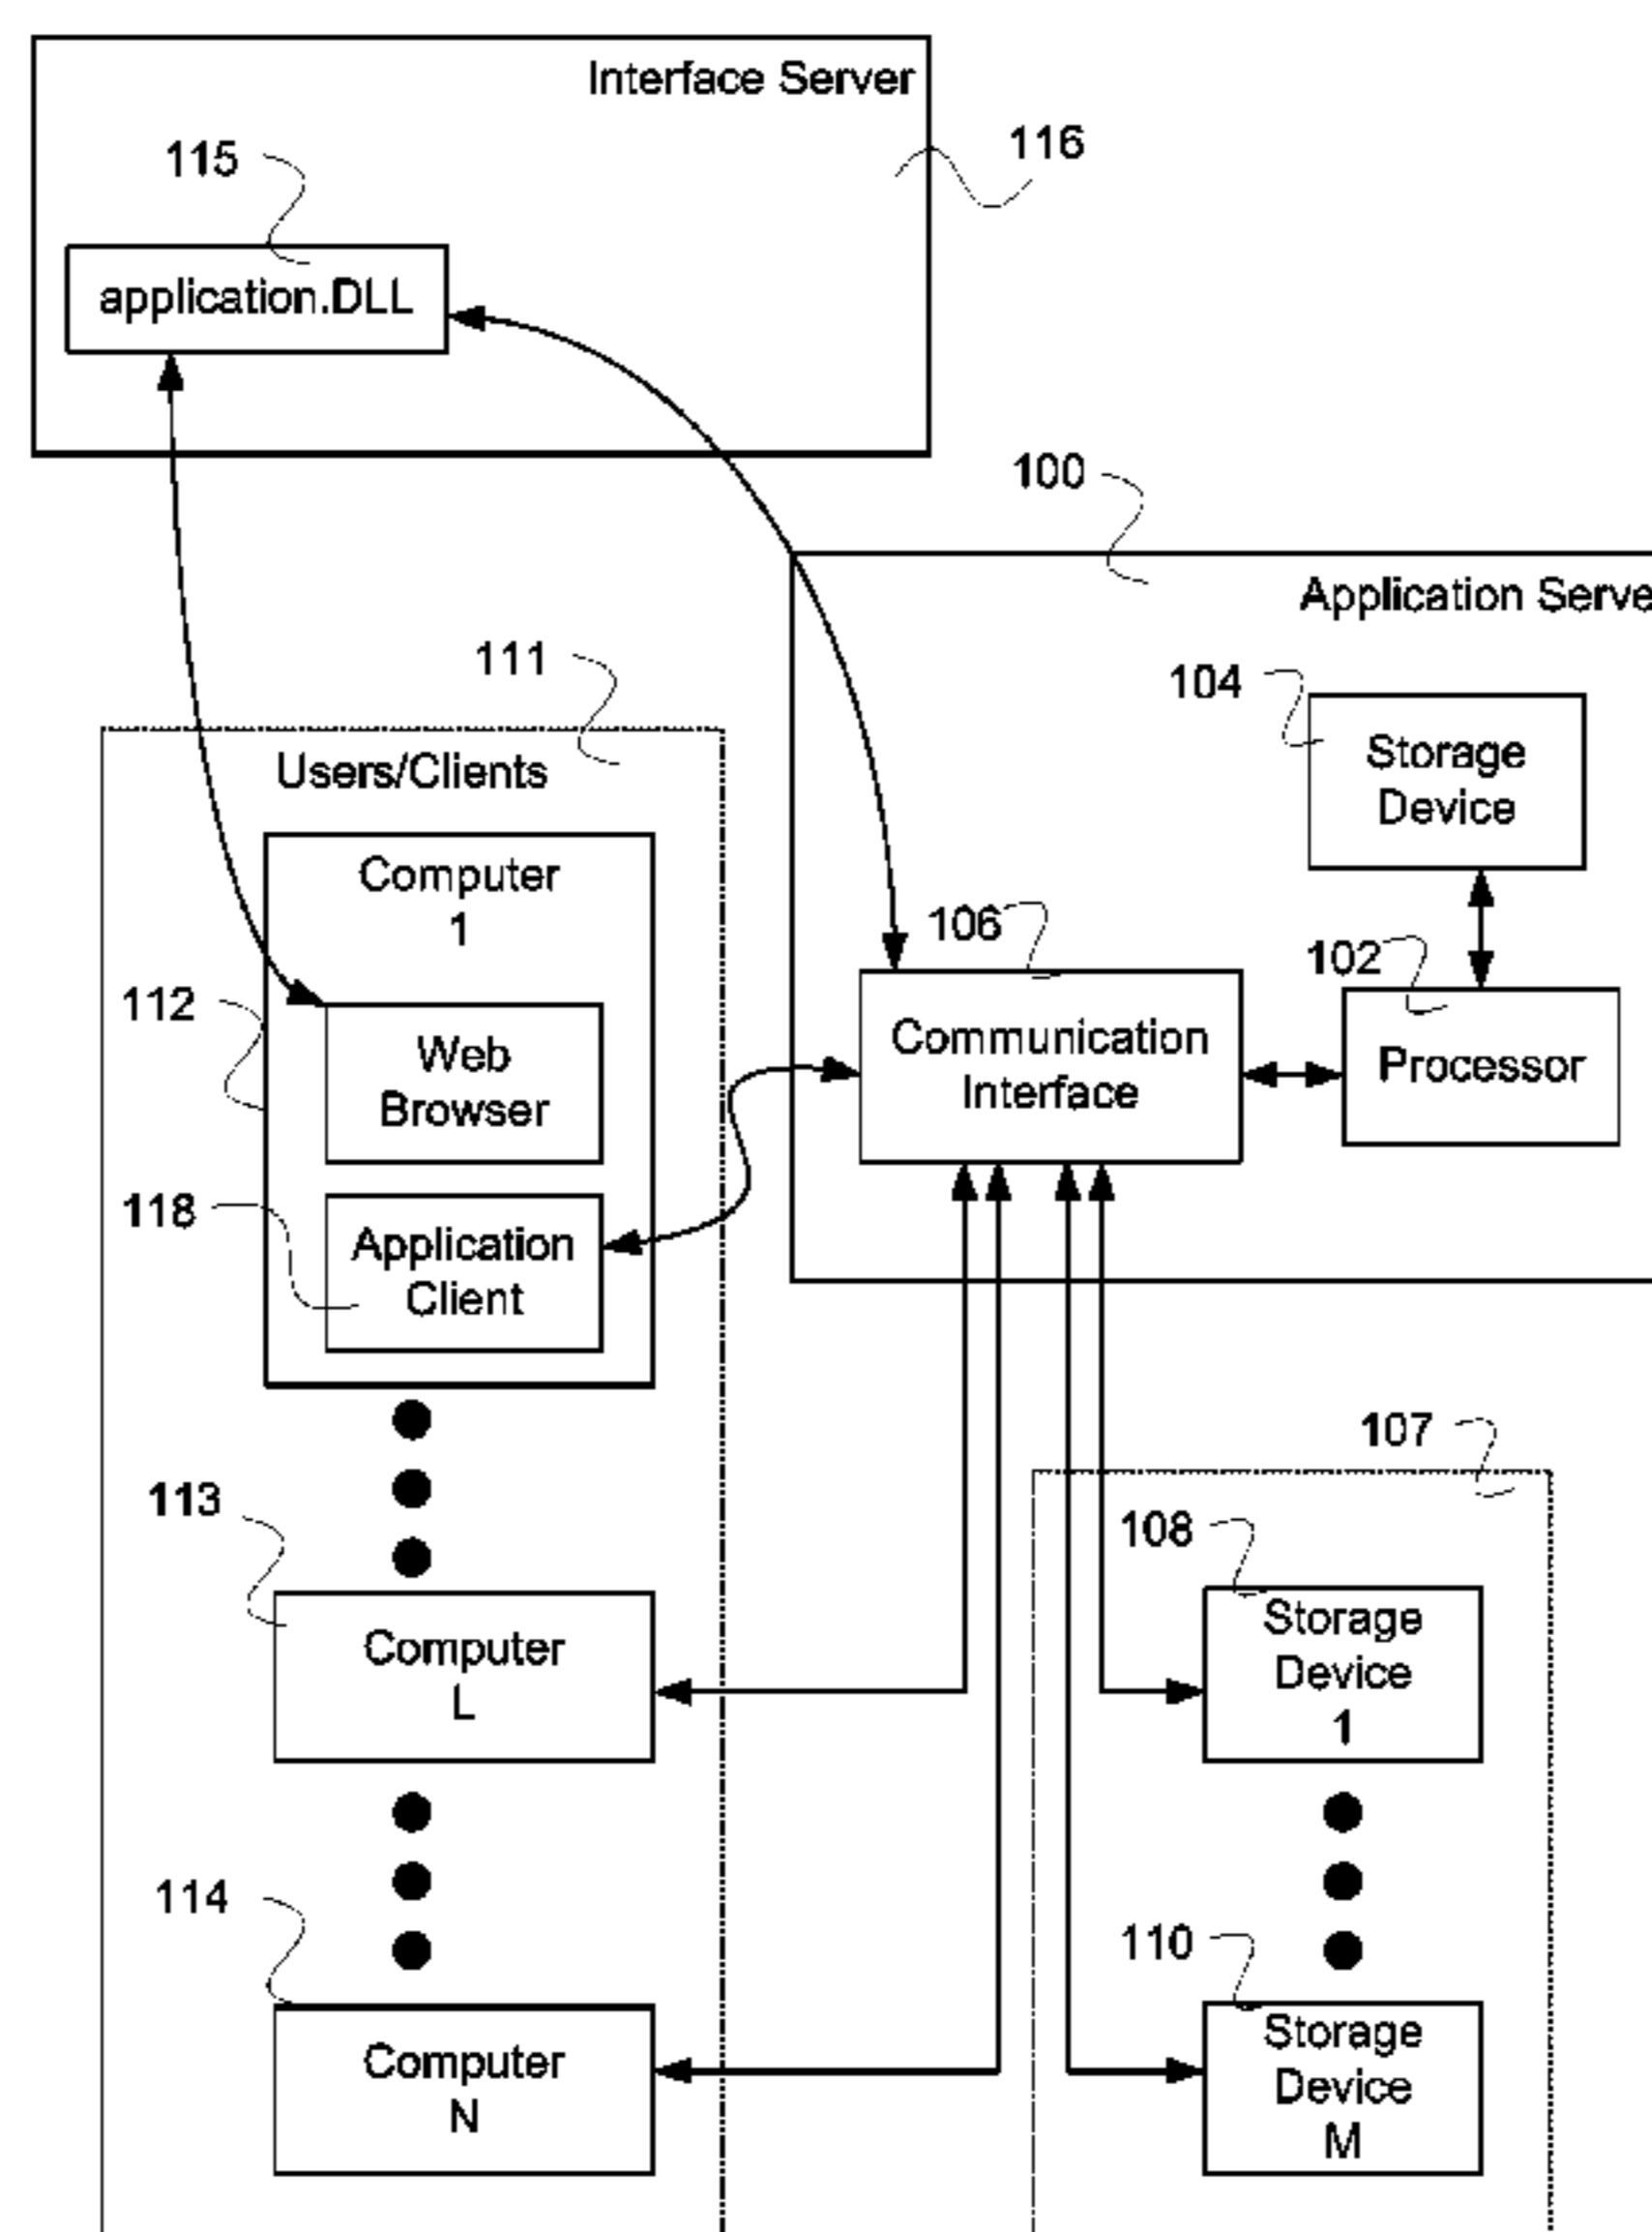 Interface Server
116
115
application.DLL
100
Application Serve
111
104
Storage
Device
Users/Clients
Computer
1
106
102
112
Web
Browser
Communication
Interface
Processor
118
Application
Client
107
113
108
Computer
L
Storage
Device
1
114
110
Computer
N
Storage
Device
M